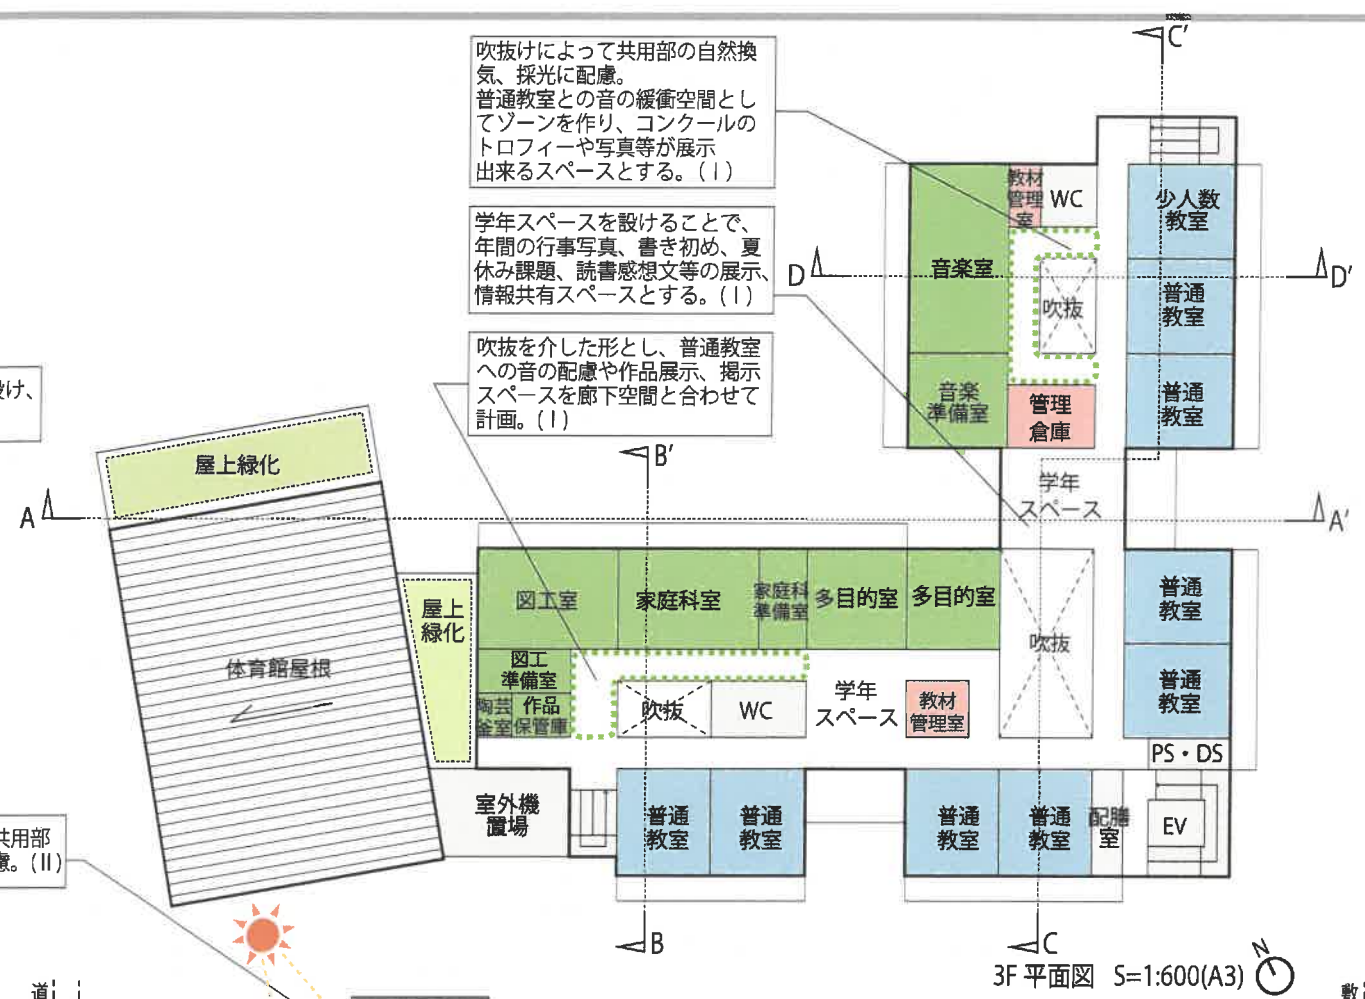 C'
吹抜けによって共用部の自然換
気、採光に配慮。
普通教室との音の緩衝空間とし
てゾーンを作り、コンクールの
トロフィーや写真等が展示
出来るスペースとする。(I)
学年スペースを設けることで、
年間の行事写真、書き初め、夏
休み課題、読書感想文等の展示、
情報共有スペースとする。(I)
吹抜を介した形とし、普通教室
への音の配慮や作品展示、掲示
スペースを廊下空間と合わせて
計画。(I)
教材
管理
室
WC
少人数
教室
音楽室
D
D'
吹抜
普通
教室
音楽
準備室
管理
倉庫
普通
教室
設け、
屋上緑化
B'
学年
スペース
A
A'
屋上
緑化
図工室
家庭科室
家庭科
準備室
多目的室
多目的室
普通
教室
吹抜
体育館屋根
図工
準備室
陶芸
釜室
作品
保管庫
吹抜
WC
学年
スペース
教材
管理室
普通
教室
PS・DS
室外機
置場
普通
教室
普通
教室
普通
教室
普通
教室
配膳
室
EV
共用部
慮。(II)
B
C
N
3F 平面図 S=1:600(A3)
道
敷